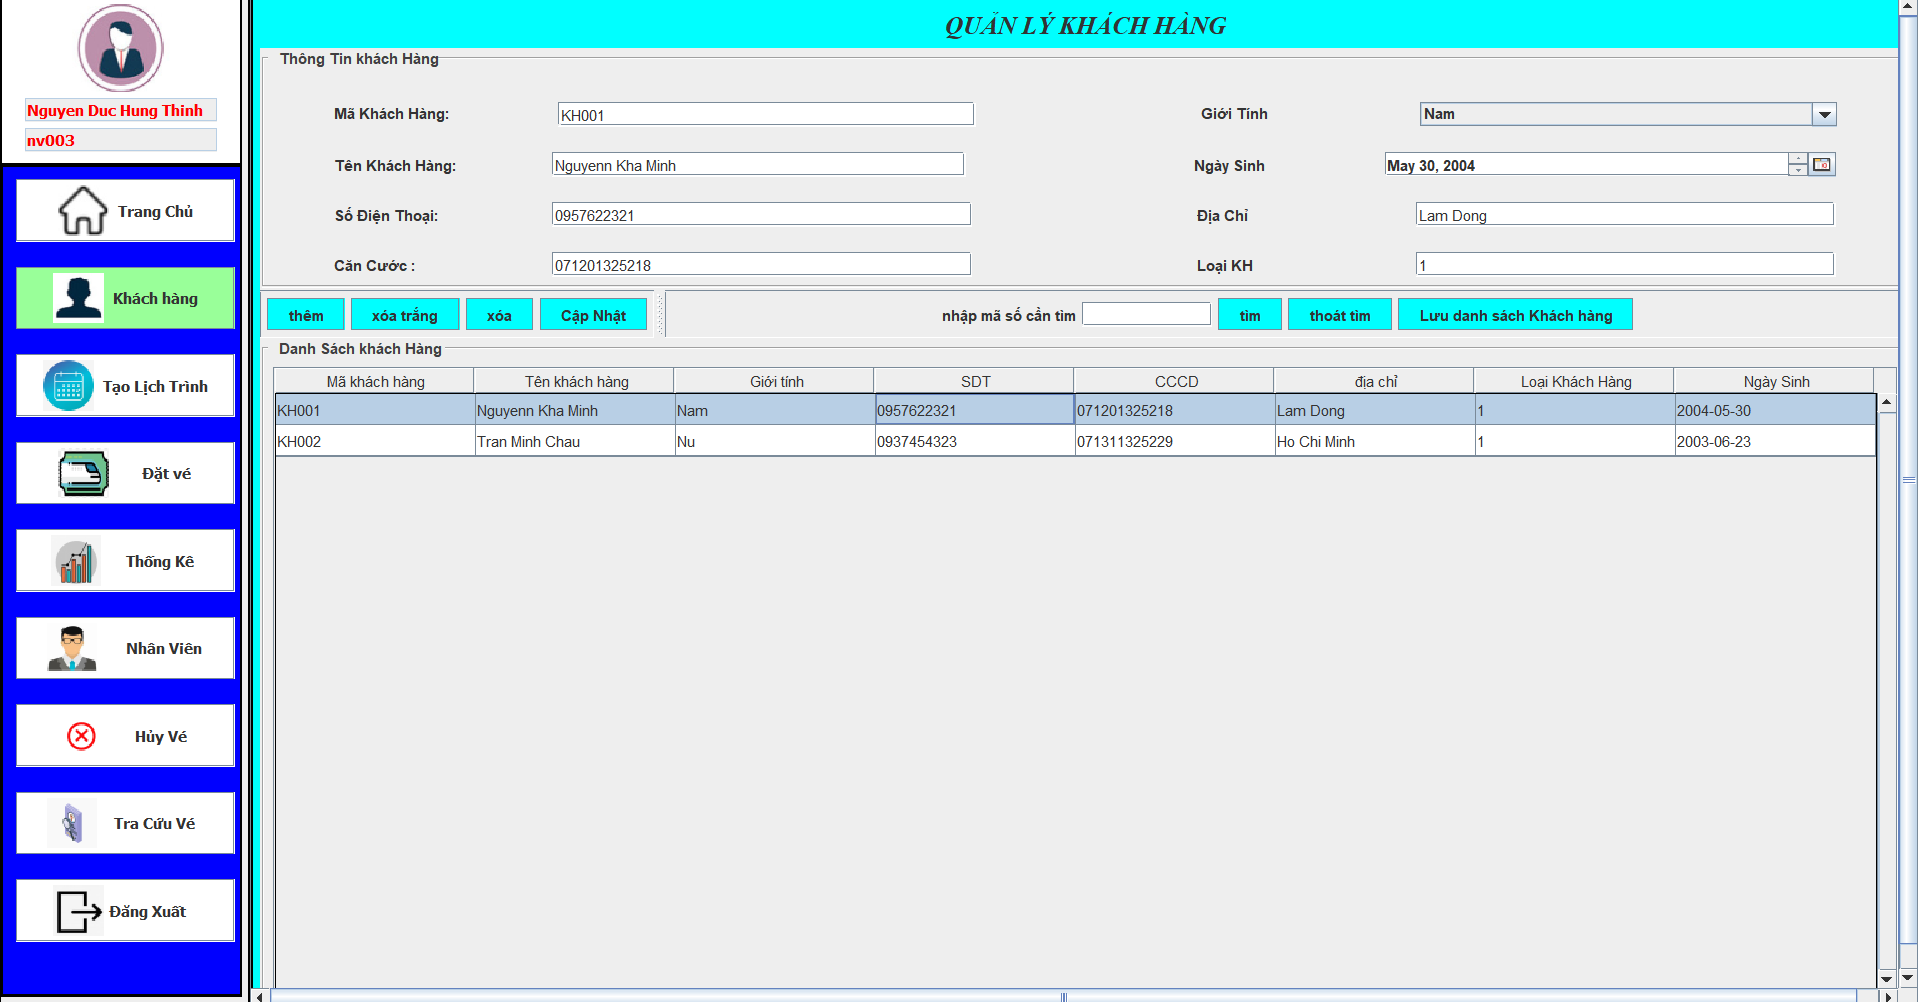 Nguyen Duc Hung Thinh
nv003
Trang Chủ
Khách hàng
Tạo Lịch Trình
Đặt vé
Thống Kê
Nhân Viên
Hủy Vé
Tra Cứu Vé
Đăng Xuất
QUẢN LÝ KHÁCH HÀNG
Thông Tin khách Hàng
Mã Khách Hàng: KH001 Giới Tính Nam
Tên Khách Hàng: Nguyenn Kha Minh Ngày Sinh May 30, 2004
Số Điện Thoại: 0957622321 Địa Chỉ Lam Dong
Căn Cước : 071201325218 Loại KH 1
thêm xóa trắng xóa Cập Nhật nhập mã số cần tìm tìm thoát tìm Lưu danh sách Khách hàng
Danh Sách khách Hàng
Mã khách hàng Tên khách hàng Giới tính SDT CCCD địa chỉ Loại Khách Hàng Ngày Sinh
KH001 Nguyenn Kha Minh Nam 0957622321 071201325218 Lam Dong 1 2004-05-30
KH002 Tran Minh Chau Nu 0937454323 071311325229 Ho Chi Minh 1 2003-06-23